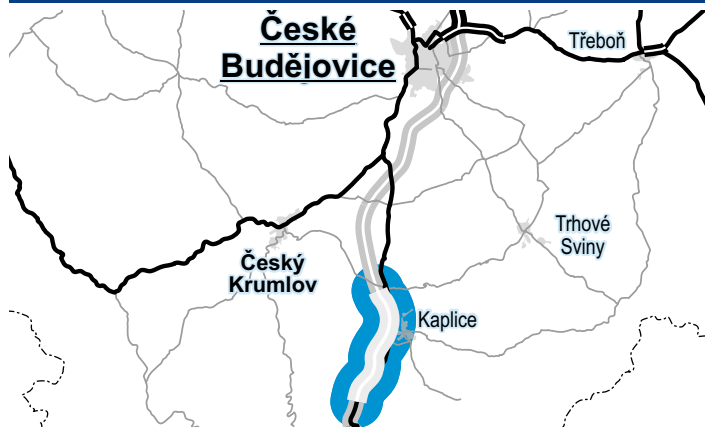 České
Budějovice
Třeboň
Trhové
Sviny
Český
Krumlov
Kaplice